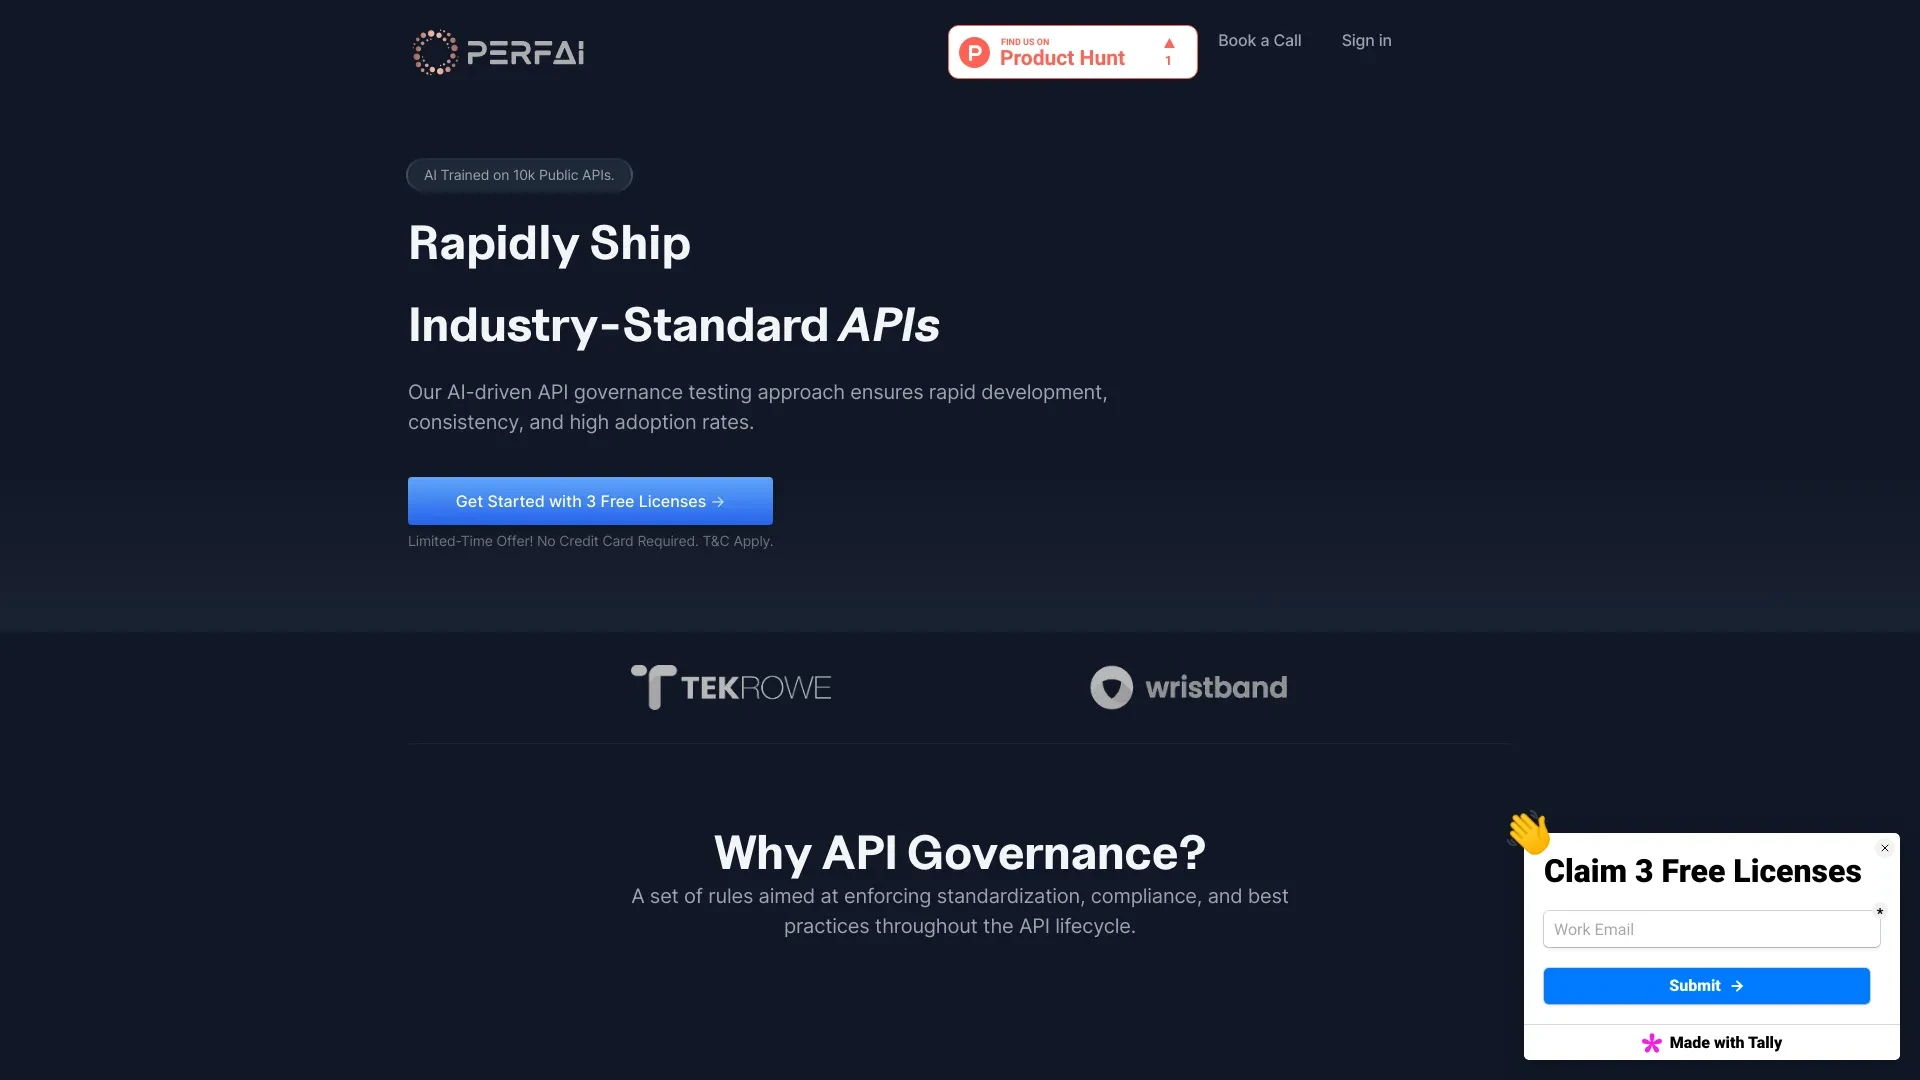 PERFAI
FIND US ON
Product Hunt
1
Book a Call
Sign in
AI Trained on 10k Public APIs.
Rapidly Ship
Industry-Standard APIs
Our AI-driven API governance testing approach ensures rapid development,
consistency, and high adoption rates.
Get Started with 3 Free Licenses →
Limited-Time Offer! No Credit Card Required. T&C Apply.
TEKROWE
wristband
Why API Governance?
A set of rules aimed at enforcing standardization, compliance, and best
practices throughout the API lifecycle.
Claim 3 Free Licenses
Work Email
*
Submit →
Made with Tally